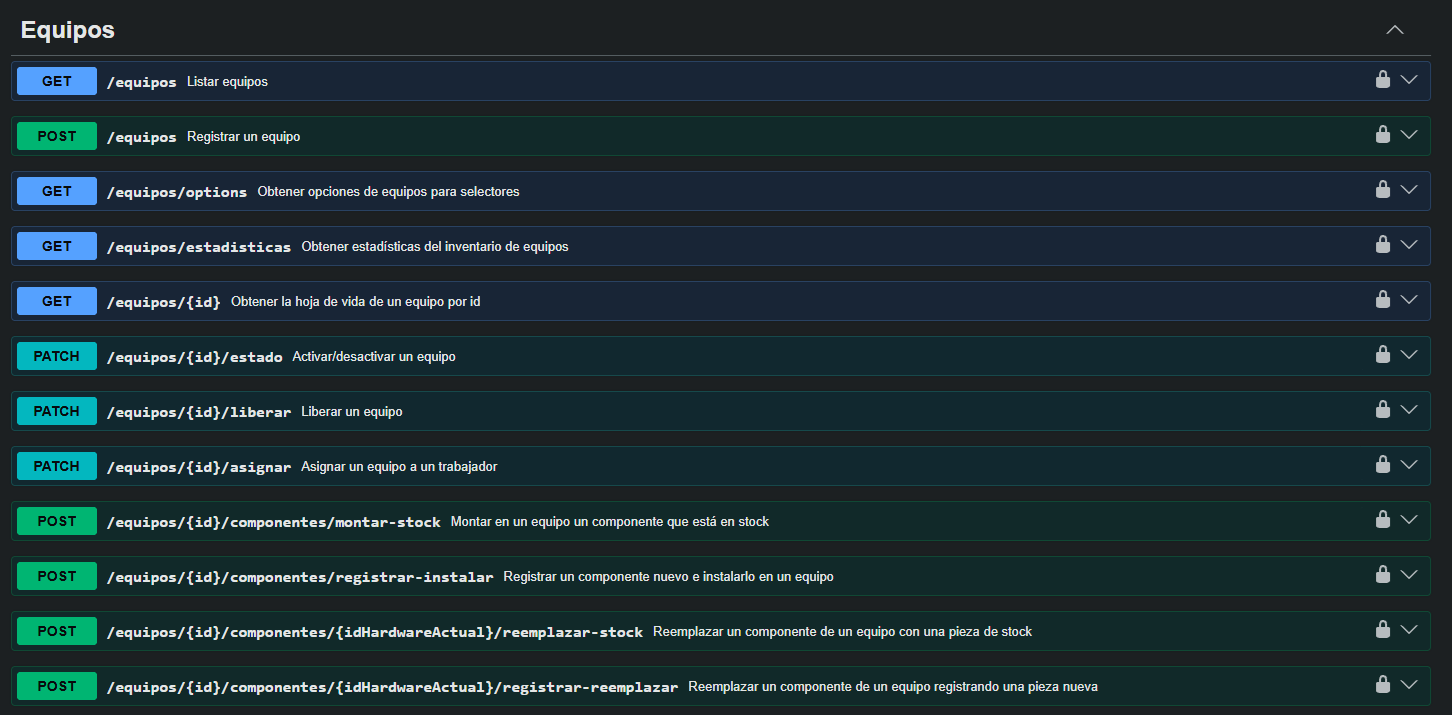 Equipos
GET /equipos Listar equipos
POST /equipos Registrar un equipo
GET /equipos/options Obtener opciones de equipos para selectores
GET /equipos/estadisticas Obtener estadísticas del inventario de equipos
GET /equipos/{id} Obtener la hoja de vida de un equipo por id
PATCH /equipos/{id}/estado Activar/desactivar un equipo
PATCH /equipos/{id}/liberar Liberar un equipo
PATCH /equipos/{id}/asignar Asignar un equipo a un trabajador
POST /equipos/{id}/componentes/montar-stock Montar en un equipo un componente que está en stock
POST /equipos/{id}/componentes/registrar-instalar Registrar un componente nuevo e instalarlo en un equipo
POST /equipos/{id}/componentes/{idHardwareActual}/reemplazar-stock Reemplazar un componente de un equipo con una pieza de stock
POST /equipos/{id}/componentes/{idHardwareActual}/registrar-reemplazar Reemplazar un componente de un equipo registrando una pieza nueva